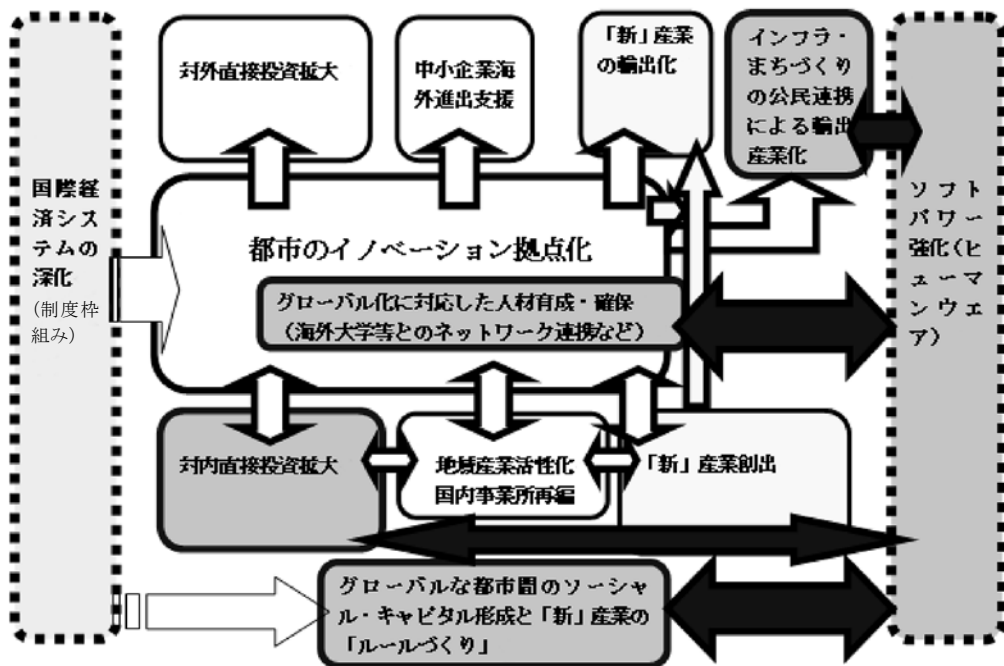 国際経
済システ
テムの
深化
(制度枠
組み)
対外直接投資拡大
中小企業海
外進出支援
「新」産業
の輸出化
インフラ・
まちづくり
の公民連携
による輸出
産業化
都市のイノベーション拠点化
グローバル化に対応した人材育成・確保
(海外大学等とのネットワーク連携など)
対内直接投資拡大
地域産業活性化
国内事業所再編
「新」産業創出
グローバルな都市間のソーシャ
ル・キャピタル形成と「新」産業の
「ルールづくり」
ソフト
パワー
強化(ヒ
ューマ
ンウェ
ア)